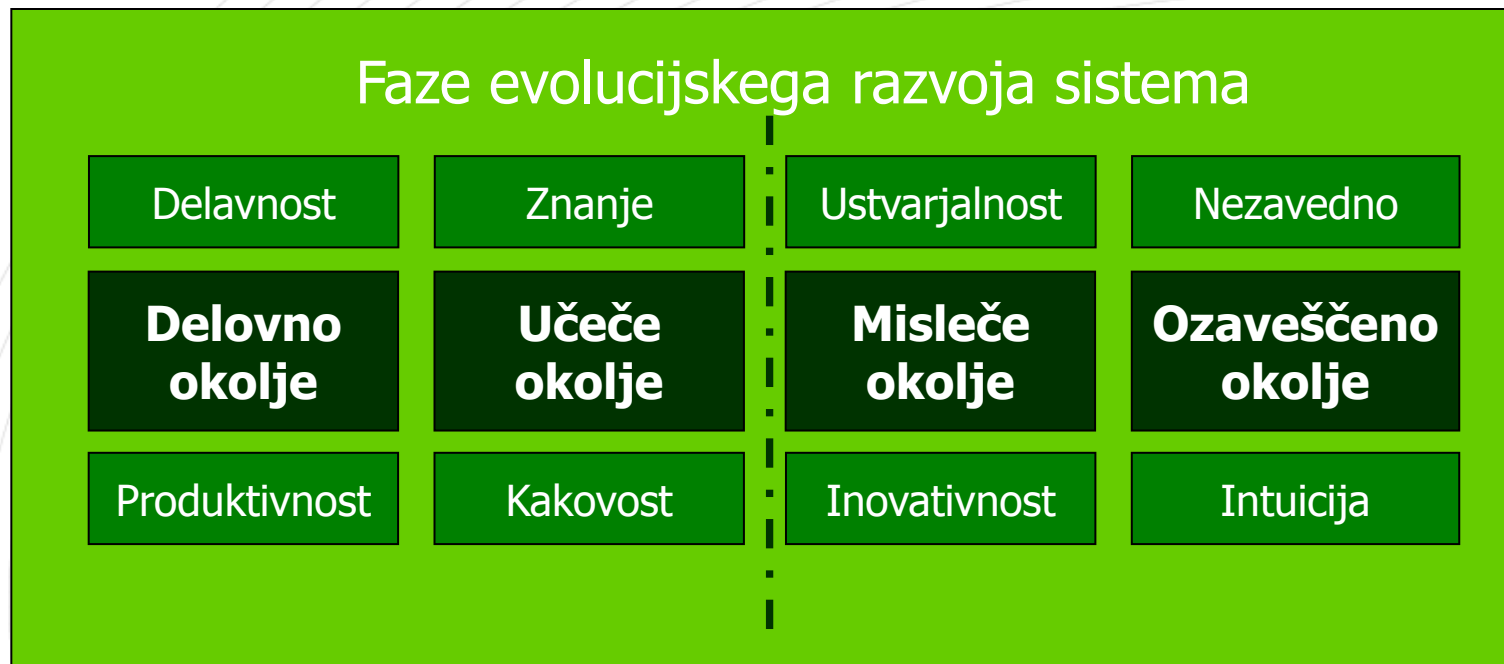 Faze evolucijskega razvoja sistema
Delavnost
Znanje
Ustvarjalnost
Nezavedno
Delovno
okolje
Učeče
okolje
Misleče
okolje
Ozaveščeno
okolje
Produktivnost
Kakovost
Inovativnost
Intuicija